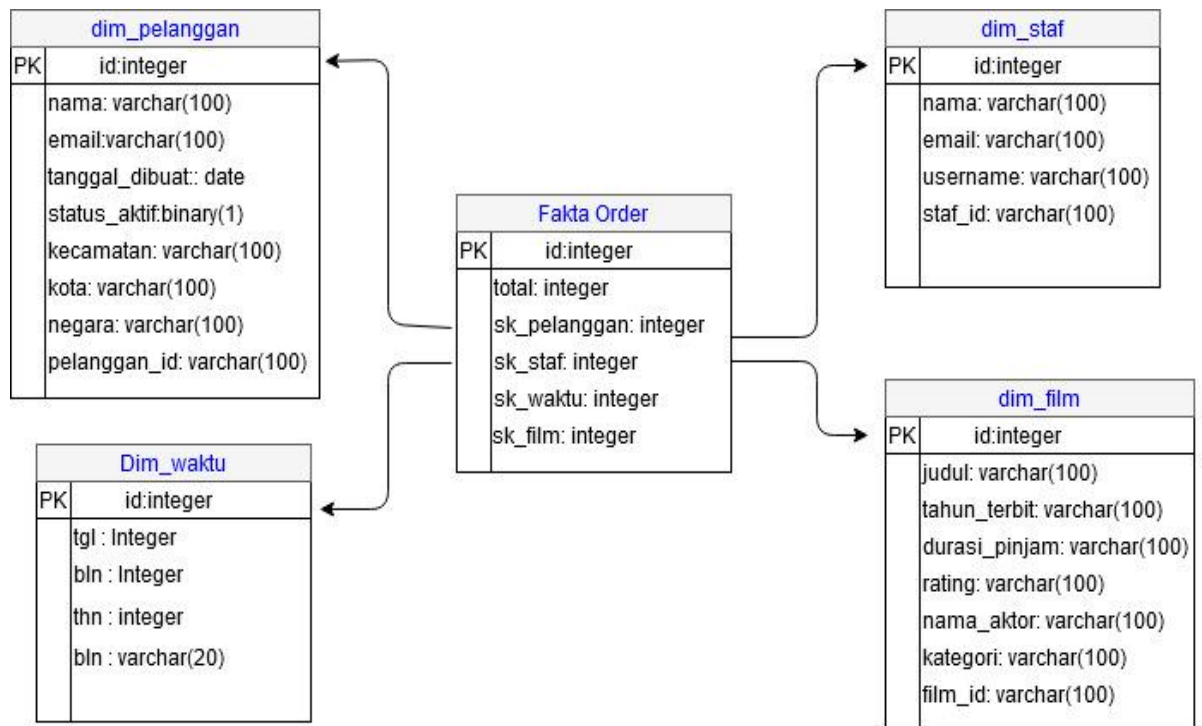 dim_pelanggan
PK id:integer
nama: varchar(100)
email:varchar(100)
tanggal_dibuat:: date
status_aktif:binary(1)
kecamatan: varchar(100)
kota: varchar(100)
negara: varchar(100)
pelanggan_id: varchar(100)
dim_staf
PK id:integer
nama: varchar(100)
email: varchar(100)
username: varchar(100)
staf_id: varchar(100)
Fakta Order
PK id:integer
total: integer
sk_pelanggan: integer
sk_staf: integer
sk_waktu: integer
sk_film: integer
Dim_waktu
PK id:integer
tgl : Integer
bln : Integer
thn : integer
bln : varchar(20)
dim_film
PK id:integer
judul: varchar(100)
tahun_terbit: varchar(100)
durasi_pinjam: varchar(100)
rating: varchar(100)
nama_aktor: varchar(100)
kategori: varchar(100)
film_id: varchar(100)